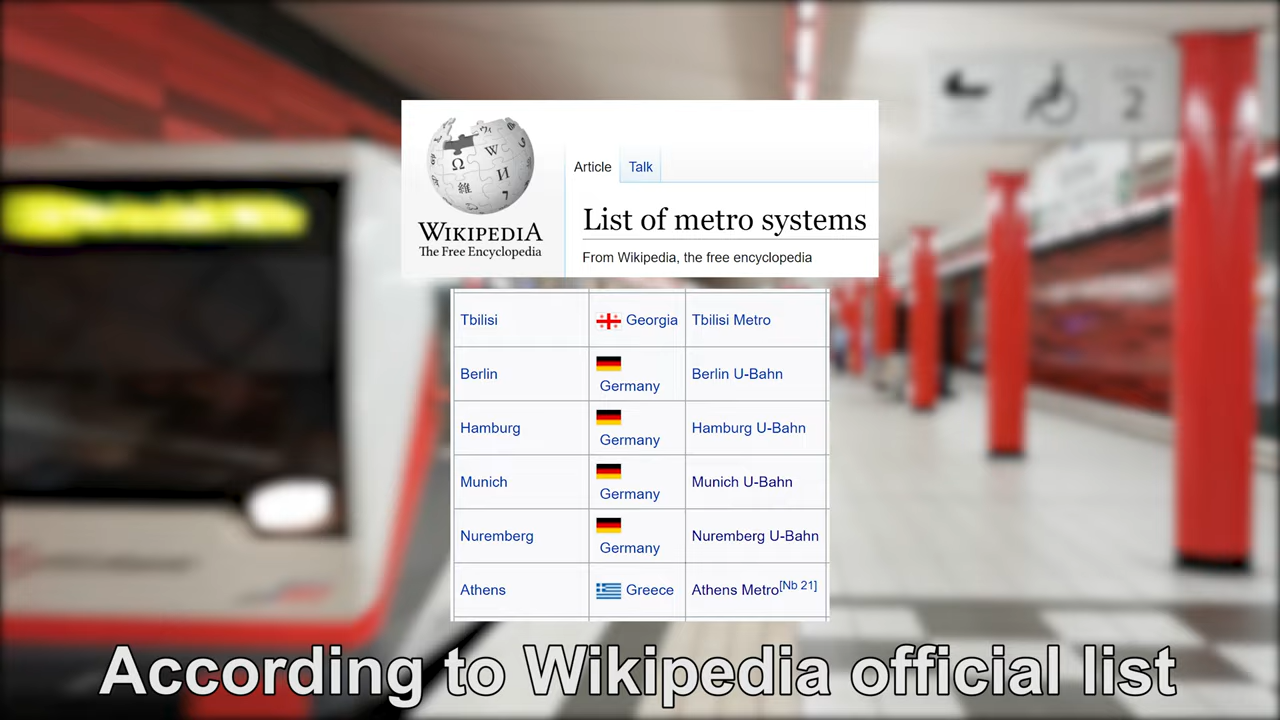 2
WIKIPEDIA
The Free Encyclopedia
Article Talk
List of metro systems
From Wikipedia, the free encyclopedia
Tbilisi Georgia Tbilisi Metro
Berlin Germany Berlin U-Bahn
Hamburg Germany Hamburg U-Bahn
Munich Germany Munich U-Bahn
Nuremberg Germany Nuremberg U-Bahn
Athens Greece Athens Metro[Nb 21]
According to Wikipedia official list